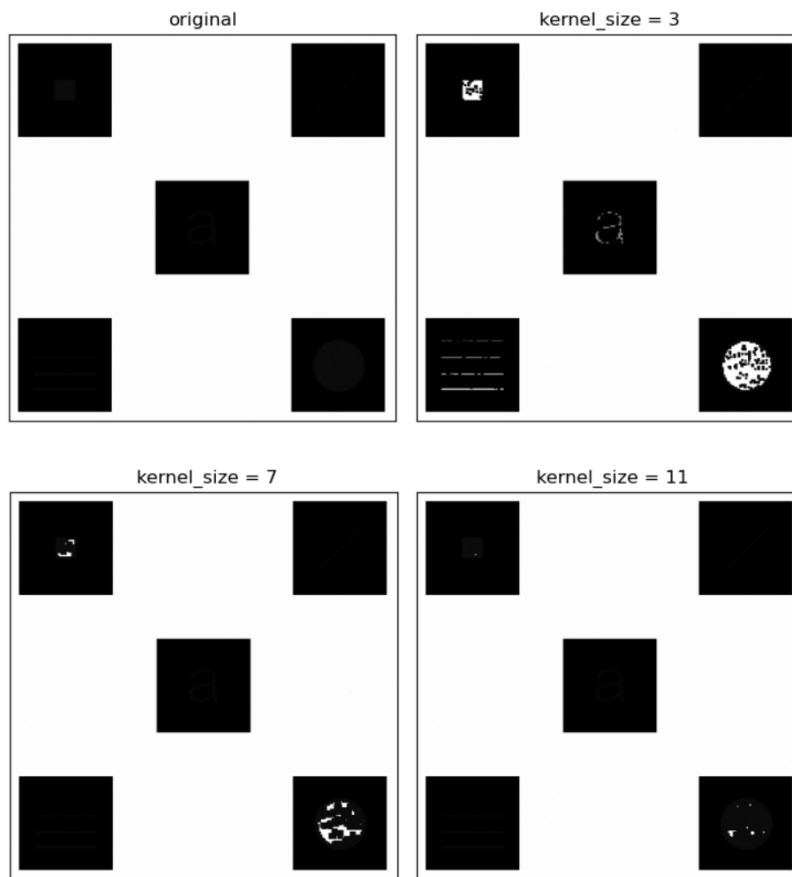 original
kernel_size = 3
a
a
kernel_size = 7
kernel_size = 11
a
a